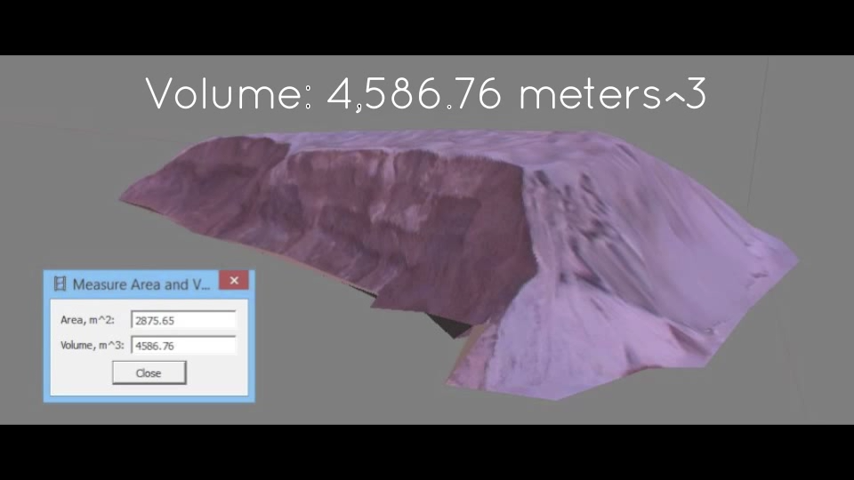 Volume: 4,586.76 meters^3
Measure Area and V...
Area, m^2: 2875.65
Volume, m^3: 4586.76
Close